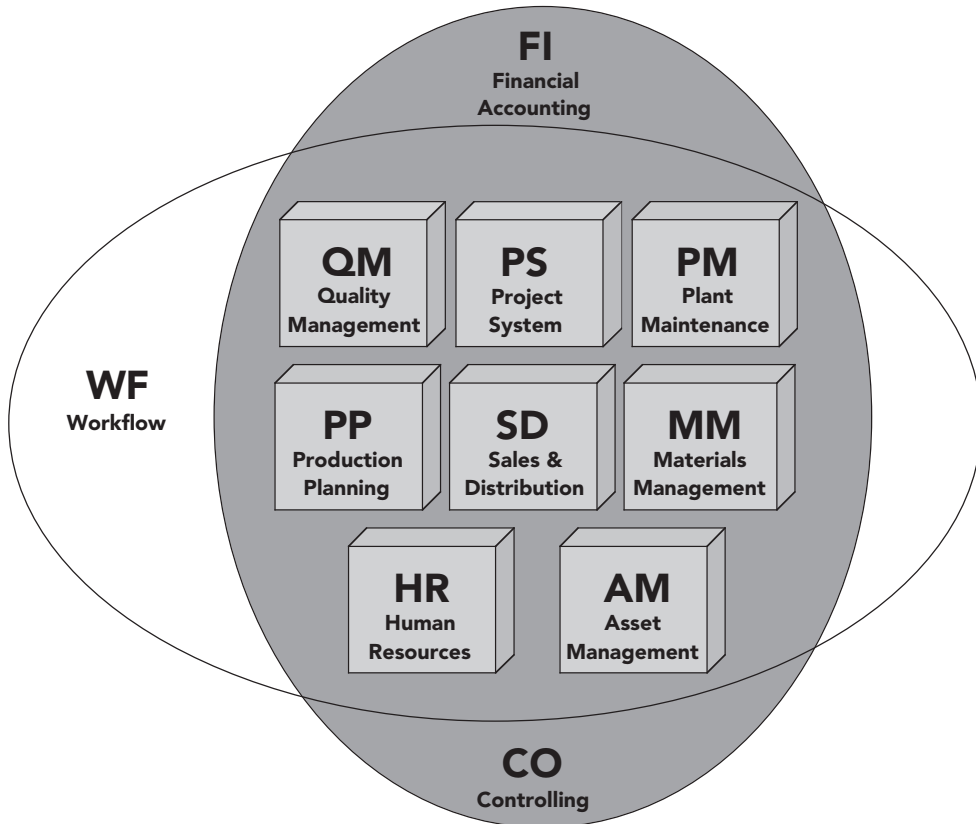 FI
Financial
Accounting
QM
Quality
Management
PS
Project
System
PM
Plant
Maintenance
WF
Workflow
PP
Production
Planning
SD
Sales &
Distribution
MM
Materials
Management
HR
Human
Resources
AM
Asset
Management
CO
Controlling